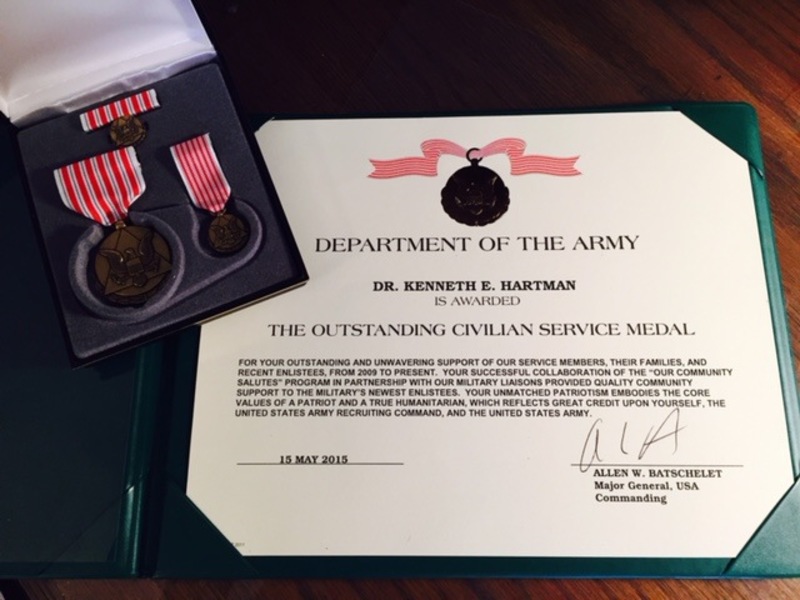 DEPARTMENT OF THE ARMY
DR. KENNETH E. HARTMAN
IS AWARDED
THE OUTSTANDING CIVILIAN SERVICE MEDAL
FOR YOUR OUTSTANDING AND UNWAVERING SUPPORT OF OUR SERVICE MEMBERS, THEIR FAMILIES, AND
RECENT ENLISTEES, FROM 2009 TO PRESENT. YOUR SUCCESSFUL COLLABORATION OF THE "OUR COMMUNITY
SALUTES" PROGRAM IN PARTNERSHIP WITH OUR MILITARY LIAISONS PROVIDED QUALITY COMMUNITY
SUPPORT TO THE MILITARY'S NEWEST ENLISTEES. YOUR UNMATCHED PATRIOTISM EMBODIES THE CORE
VALUES OF A PATRIOT AND A TRUE HUMANITARIAN, WHICH REFLECTS GREAT CREDIT UPON YOURSELF, THE
UNITED STATES ARMY RECRUITING COMMAND, AND THE UNITED STATES ARMY.
15 MAY 2015
ALLEN W. BATSCHELET
Major General, USA
Commanding